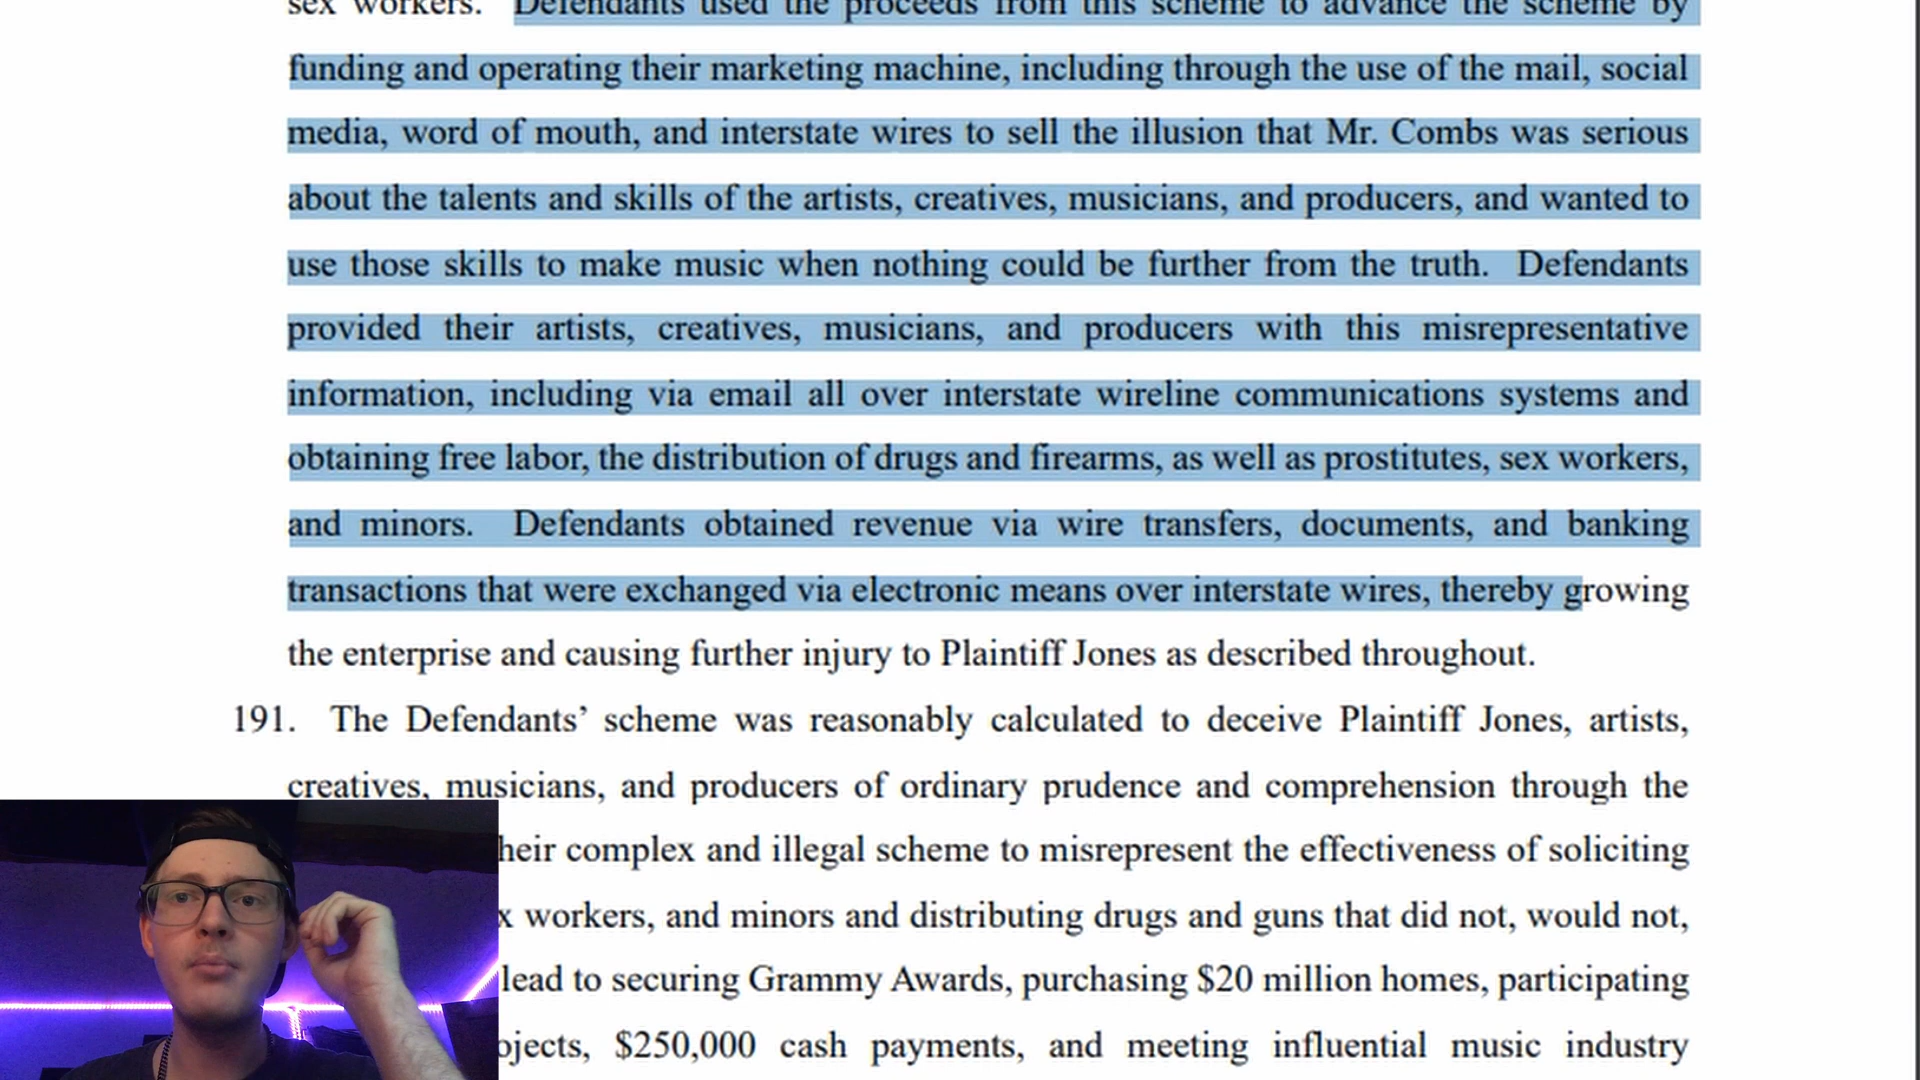 sex workers. Defendants used the proceeds from this scheme to advance the scheme by
funding and operating their marketing machine, including through the use of the mail, social
media, word of mouth, and interstate wires to sell the illusion that Mr. Combs was serious
about the talents and skills of the artists, creatives, musicians, and producers, and wanted to
use those skills to make music when nothing could be further from the truth. Defendants
provided their artists, creatives, musicians, and producers with this misrepresentative
information, including via email all over interstate wireline communications systems and
obtaining free labor, the distribution of drugs and firearms, as well as prostitutes, sex workers,
and minors. Defendants obtained revenue via wire transfers, documents, and banking
transactions that were exchanged via electronic means over interstate wires, thereby growing
the enterprise and causing further injury to Plaintiff Jones as described throughout.
191. The Defendants’ scheme was reasonably calculated to deceive Plaintiff Jones, artists,
creatives, musicians, and producers of ordinary prudence and comprehension through the
heir complex and illegal scheme to misrepresent the effectiveness of soliciting
x workers, and minors and distributing drugs and guns that did not, would not,
lead to securing Grammy Awards, purchasing $20 million homes, participating
ojects, $250,000 cash payments, and meeting influential music industry